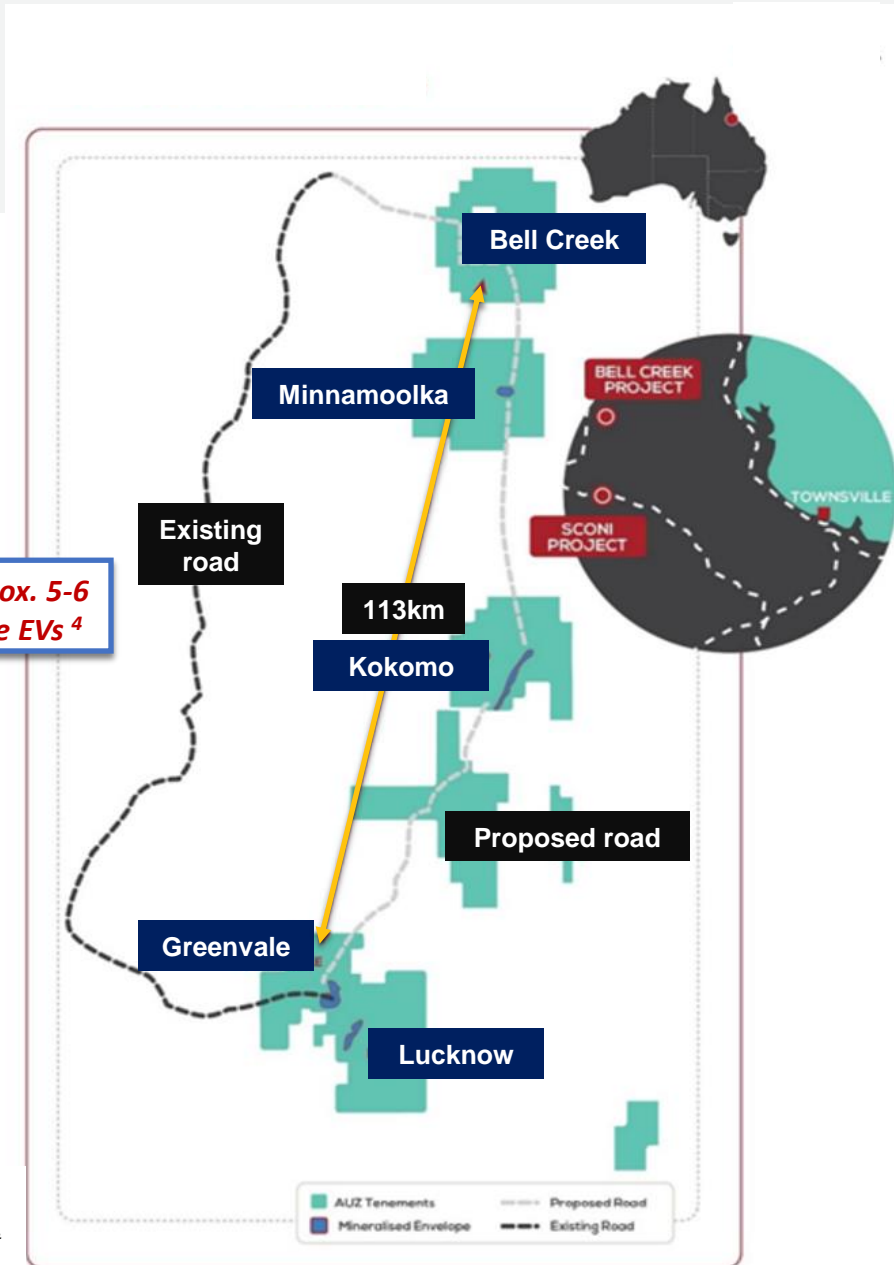 Bell Creek
Minnamoolka
BELL CREEK
PROJECT
TOWNSVILLE
SCONI
PROJECT
Existing
road
ox. 5-6
e EVs 4
113km
Kokomo
Proposed road
Greenvale
Lucknow
AUZ Tenements
Proposed Road
Mineralised Envelope
Existing Road